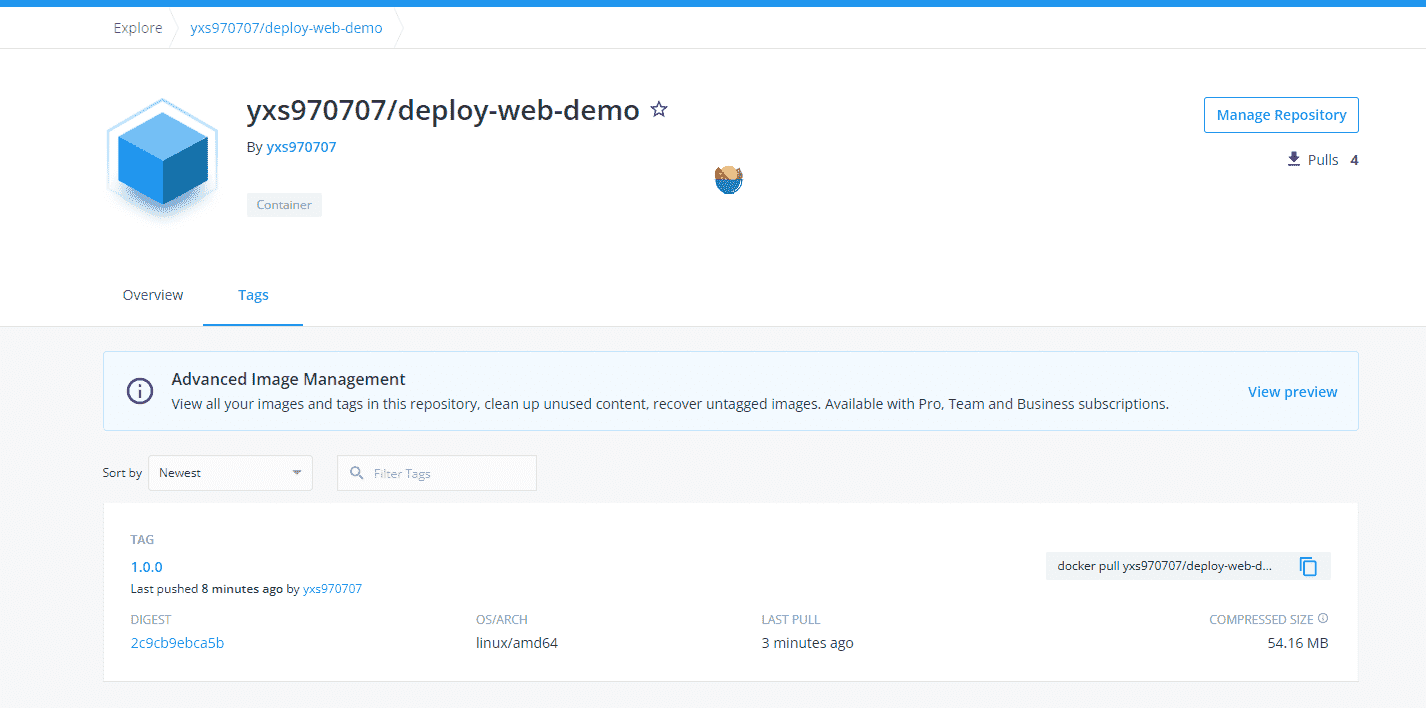 Explore yxs970707/deploy-web-demo
yxs970707/deploy-web-demo
By yxs970707
Container
Manage Repository
Pulls 4
Overview Tags
Advanced Image Management
View all your images and tags in this repository, clean up unused content, recover untagged images. Available with Pro, Team and Business subscriptions.
View preview
Sort by Newest Filter Tags
TAG
1.0.0
Last pushed 8 minutes ago by yxs970707
docker pull yxs970707/deploy-web-d...
DIGEST OS/ARCH LAST PULL COMPRESSED SIZE
2c9cb9ebca5b linux/amd64 3 minutes ago 54.16 MB